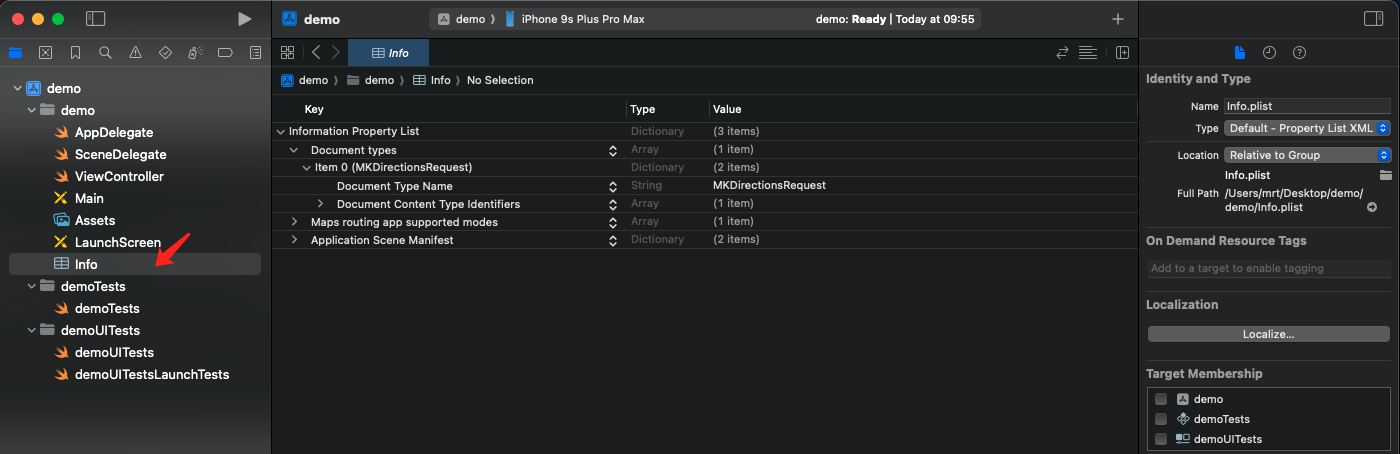 demo
demo 〉 iPhone 9s Plus Pro Max
demo: Ready | Today at 09:55
Info
demo 〉 demo 〉 Info 〉 No Selection
demo
demo
AppDelegate
SceneDelegate
ViewController
Main
Assets
LaunchScreen
Info
demoTests
demoTests
demoUITests
demoUITests
demoUITestsLaunchTests
Key Type Value
Information Property List Dictionary (3 items)
Document types Array (1 item)
Item 0 (MKDirectionsRequest) Dictionary (2 items)
Document Type Name String MKDirectionsRequest
Document Content Type Identifiers Array (1 item)
Maps routing app supported modes Array (1 item)
Application Scene Manifest Dictionary (2 items)
Identity and Type
Name Info.plist
Type Default - Property List XML
Location Relative to Group
Info.plist
Full Path /Users/mrt/Desktop/demo/
demo/Info.plist
On Demand Resource Tags
Add to a target to enable tagging
Localization
Localize...
Target Membership
demo
demoTests
demoUITests